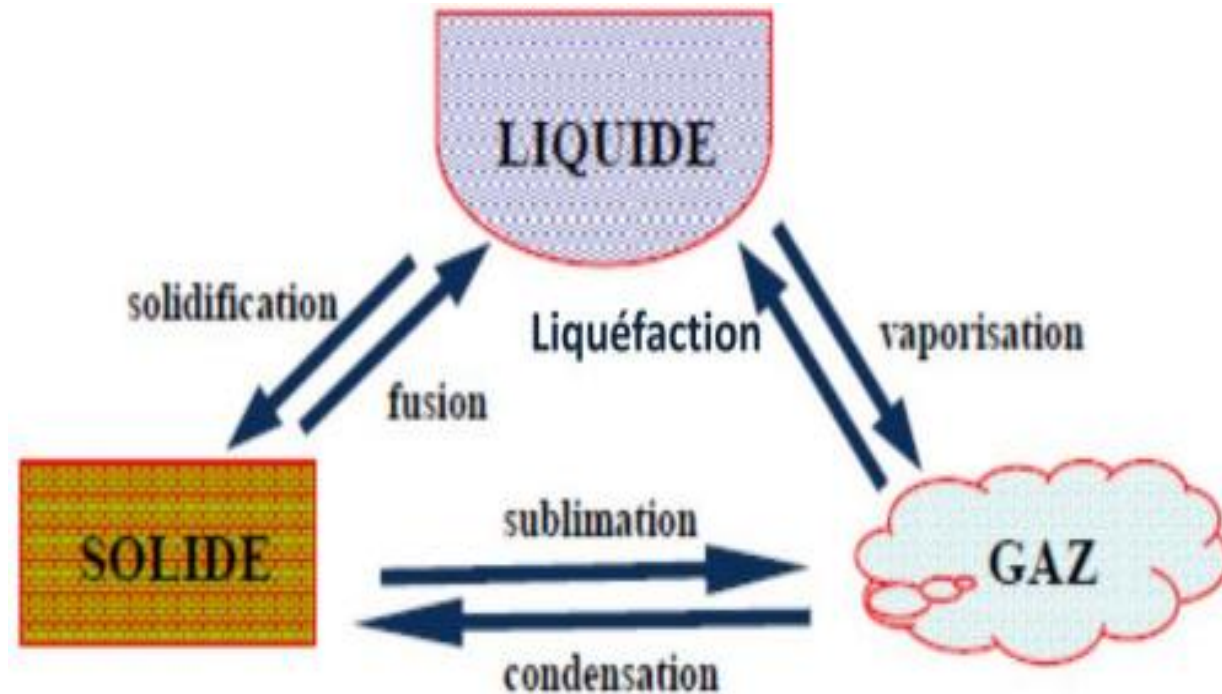 LIQUIDE
solidification
Liquéfaction
vaporisation
fusion
sublimation
SOLIDE
GAZ
condensation